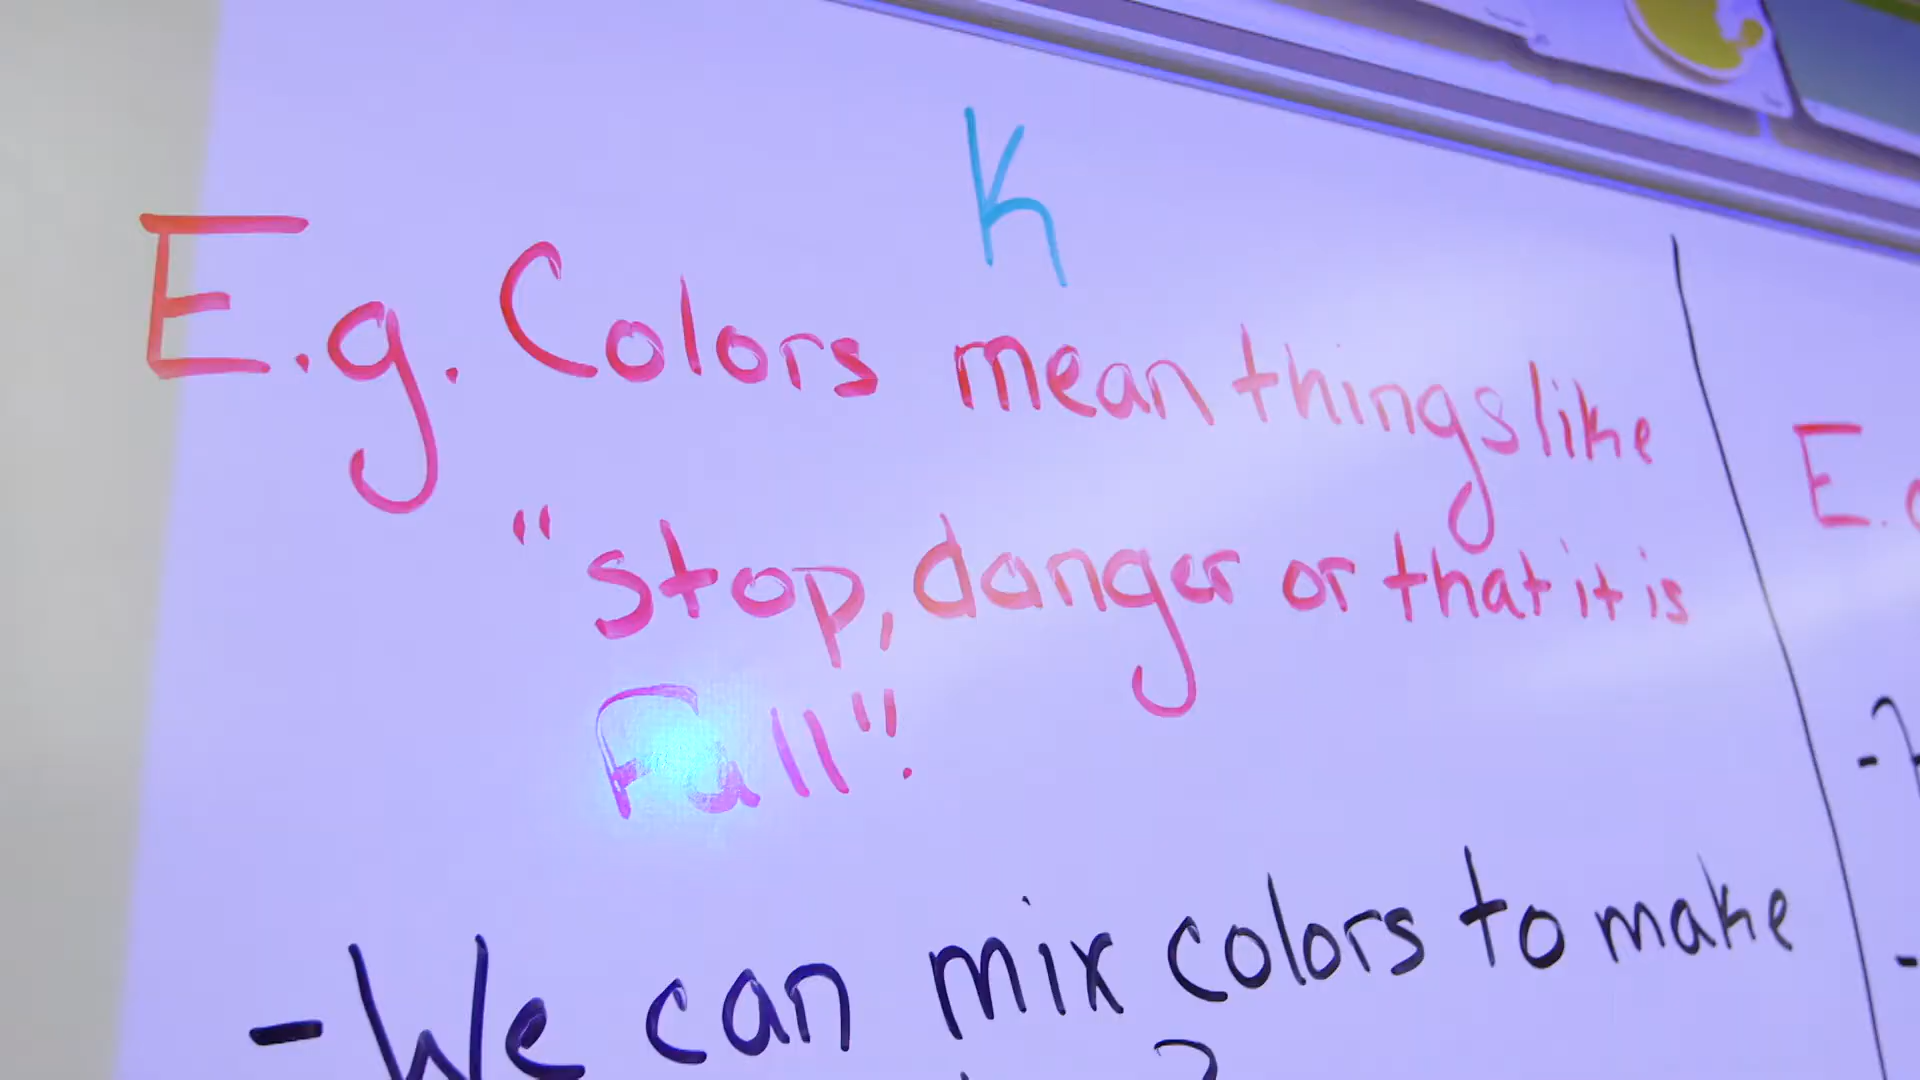 K
E.g. Colors mean things like
"stop, danger or that it is
Fall".
- We can mix colors to make
E.